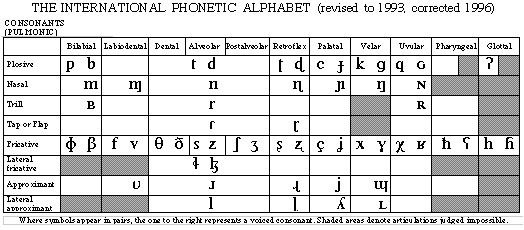 THE INTERNATIONAL PHONETIC ALPHABET (revised to 1993, corrected 1996)
CONSONANTS
(PULMONIC)
Bilabial Labiodental Dental Alveolar Postalveolar Retroflex Palatal Velar Uvular Pharyngeal Glottal
Plosive p b t d ʈ ɖ c ɟ k ɡ q ɢ ʔ
Nasal m ɱ n ɳ ɲ ŋ ɴ
Trill ʙ r ʀ
Tap or Flap ɾ ɽ
Fricative ɸ β f v θ ð s z ʃ ʒ ʂ ʐ ç ʝ x ɣ χ ʁ ħ ʕ h ɦ
Lateral
fricative ɬ ɮ
Approximant ʋ ɹ ɻ j ɰ
Lateral
approximant l ɭ ʎ ʟ
Where symbols appear in pairs, the one to the right represents a voiced consonant. Shaded areas denote articulations judged impossible.